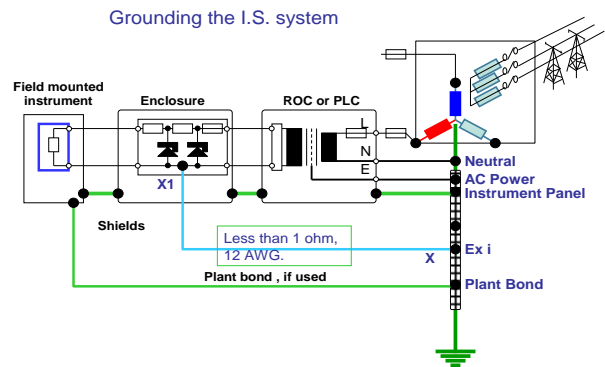 Grounding the I.S. system
Field mounted
instrument
Enclosure
ROC or PLC
L
N
E
Neutral
AC Power
Instrument Panel
X1
Shields
Less than 1 ohm,
12 AWG.
X
Ex i
Plant bond , if used
Plant Bond